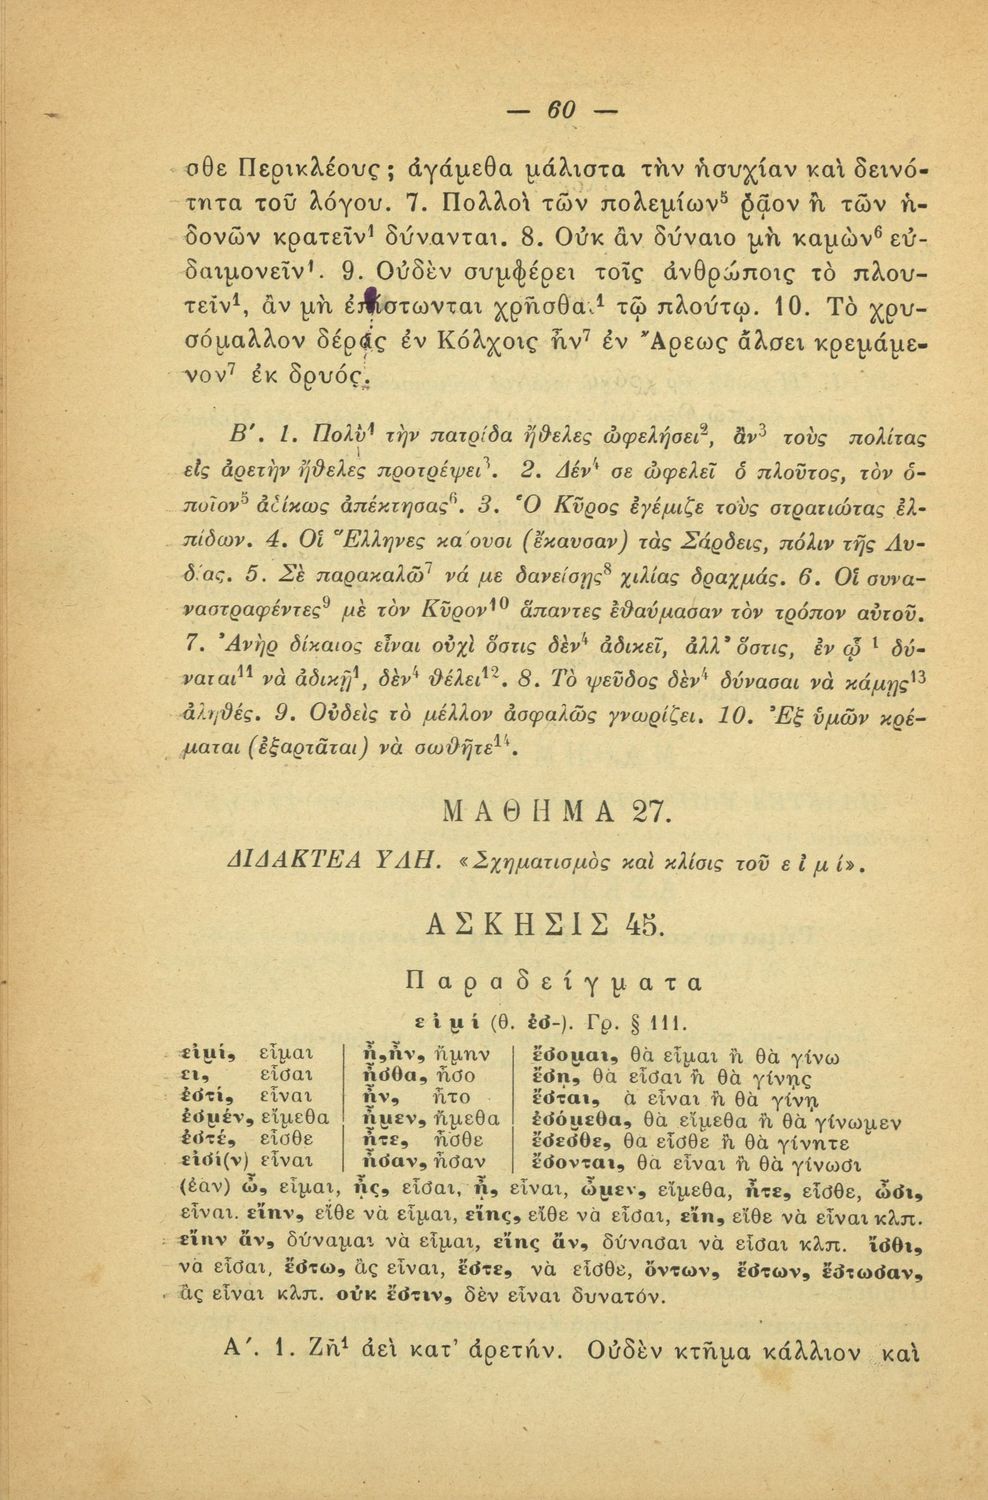 — 60 —
σθε Περικλέους; ἀγάμεθα μάλιστα τὴν ἡσυχίαν καὶ δεινό-
τητα τοῦ λόγου. 7. Πολλοὶ τῶν πολεμίων⁵ ῥᾷον ἢ τῶν ἡ-
δονῶν κρατεῖν¹ δύνανται. 8. Οὐκ ἂν δύναιο μὴ καμὼν⁶ εὐ-
δαιμονεῖν¹. 9. Οὐδὲν συμφέρει τοῖς ἀνθρώποις τὸ πλου-
τεῖν¹, ἂν μὴ ἐπίστωνται χρῆσθαι¹ τῷ πλούτῳ. 10. Τὸ χρυ-
σόμαλλον δέρας ἐν Κόλχοις ἦν⁷ ἐν Ἄρεως ἄλσει κρεμάμε-
νον⁷ ἐκ δρυός.
Β'. 1. Πολὺ¹ τὴν πατρίδα ἤθελες ὠφελήσει², ἂν³ τοὺς πολίτας
εἰς ἀρετὴν ἤθελες προτρέψει³. 2. Δέν⁴ σε ὠφελεῖ ὁ πλοῦτος, τὸν ὁ-
ποῖον⁵ ἀδίκως ἀπέκτησας⁶. 3. Ὁ Κῦρος ἐγέμιζε τοὺς στρατιώτας ἐλ-
πίδων. 4. Οἱ Ἕλληνες καίουσι (ἔκαυσαν) τὰς Σάρδεις, πόλιν τῆς Λυ-
δίας. 5. Σὲ παρακαλῶ⁷ νά με δανείσῃς⁸ χιλίας δραχμάς. 6. Οἱ συνα-
ναστραφέντες⁹ μὲ τὸν Κῦρον¹⁰ ἅπαντες ἐθαύμασαν τὸν τρόπον αὐτοῦ.
7. Ἀνὴρ δίκαιος εἶναι οὐχὶ ὅστις δὲν⁴ ἀδικεῖ, ἀλλ' ὅστις, ἐν ᾧ ¹ δύ-
ναται¹¹ νὰ ἀδικῇ¹, δὲν⁴ θέλει¹². 8. Τὸ ψεῦδος δὲν⁴ δύνασαι νὰ κάμῃς¹³
ἀληθές. 9. Οὐδεὶς τὸ μέλλον ἀσφαλῶς γνωρίζει. 10. Ἐξ ὑμῶν κρέ-
μαται (ἐξαρτᾶται) νὰ σωθῆτε¹⁴.
ΜΑΘΗΜΑ 27.
ΔΙΔΑΚΤΕΑ ΥΛΗ. «Σχηματισμὸς καὶ κλίσις τοῦ εἰμί».
ΑΣΚΗΣΙΣ 45.
Παραδείγματα
εἰμί (θ. ἐσ-). Γρ. § 111.
εἰμί, εἶμαι | ἦ, ἦν, ἤμην | ἔσομαι, θὰ εἶμαι ἢ θὰ γίνω
εἶ, εἶσαι | ἦσθα, ἦσο | ἔσῃ, θὰ εἶσαι ἢ θὰ γίνῃς
ἐστί, εἶναι | ἦν, ἦτο | ἔσται, ὰ εἶναι ἢ θὰ γίνῃ
ἐσμέν, εἴμεθα | ἦμεν, ἤμεθα | ἐσόμεθα, θὰ εἴμεθα ἢ θὰ γίνωμεν
ἐστέ, εἶσθε | ἦτε, ἦσθε | ἔσεσθε, θὰ εἶσθε ἢ θὰ γίνητε
εἰσί(ν) εἶναι | ἦσαν, ἦσαν | ἔσονται, θὰ εἶναι ἢ θὰ γίνωσι
(ἐαν) ὦ, εἶμαι, ᾖς, εἶσαι, ᾖ, εἶναι, ὦμεν, εἴμεθα, ἦτε, εἶσθε, ὦσι,
εἶναι. εἴην, εἴθε νὰ εἶμαι, εἴης, εἴθε νὰ εἶσαι, εἴη, εἴθε νὰ εἶναι κλπ.
εἴην ἄν, δύναμαι νὰ εἶμαι, εἴης ἄν, δύνασαι νὰ εἶσαι κλπ. ἴσθι,
νὰ εἶσαι, ἔστω, ἂς εἶναι, ἔστε, νὰ εἶσθε, ὄντων, ἔστων, ἔστωσαν,
ἂς εἶναι κλπ. οὐκ ἔστιν, δὲν εἶναι δυνατόν.
Α'. 1. Ζῆ¹ ἀεὶ κατ' ἀρετήν. Οὐδὲν κτῆμα κάλλιον καὶ